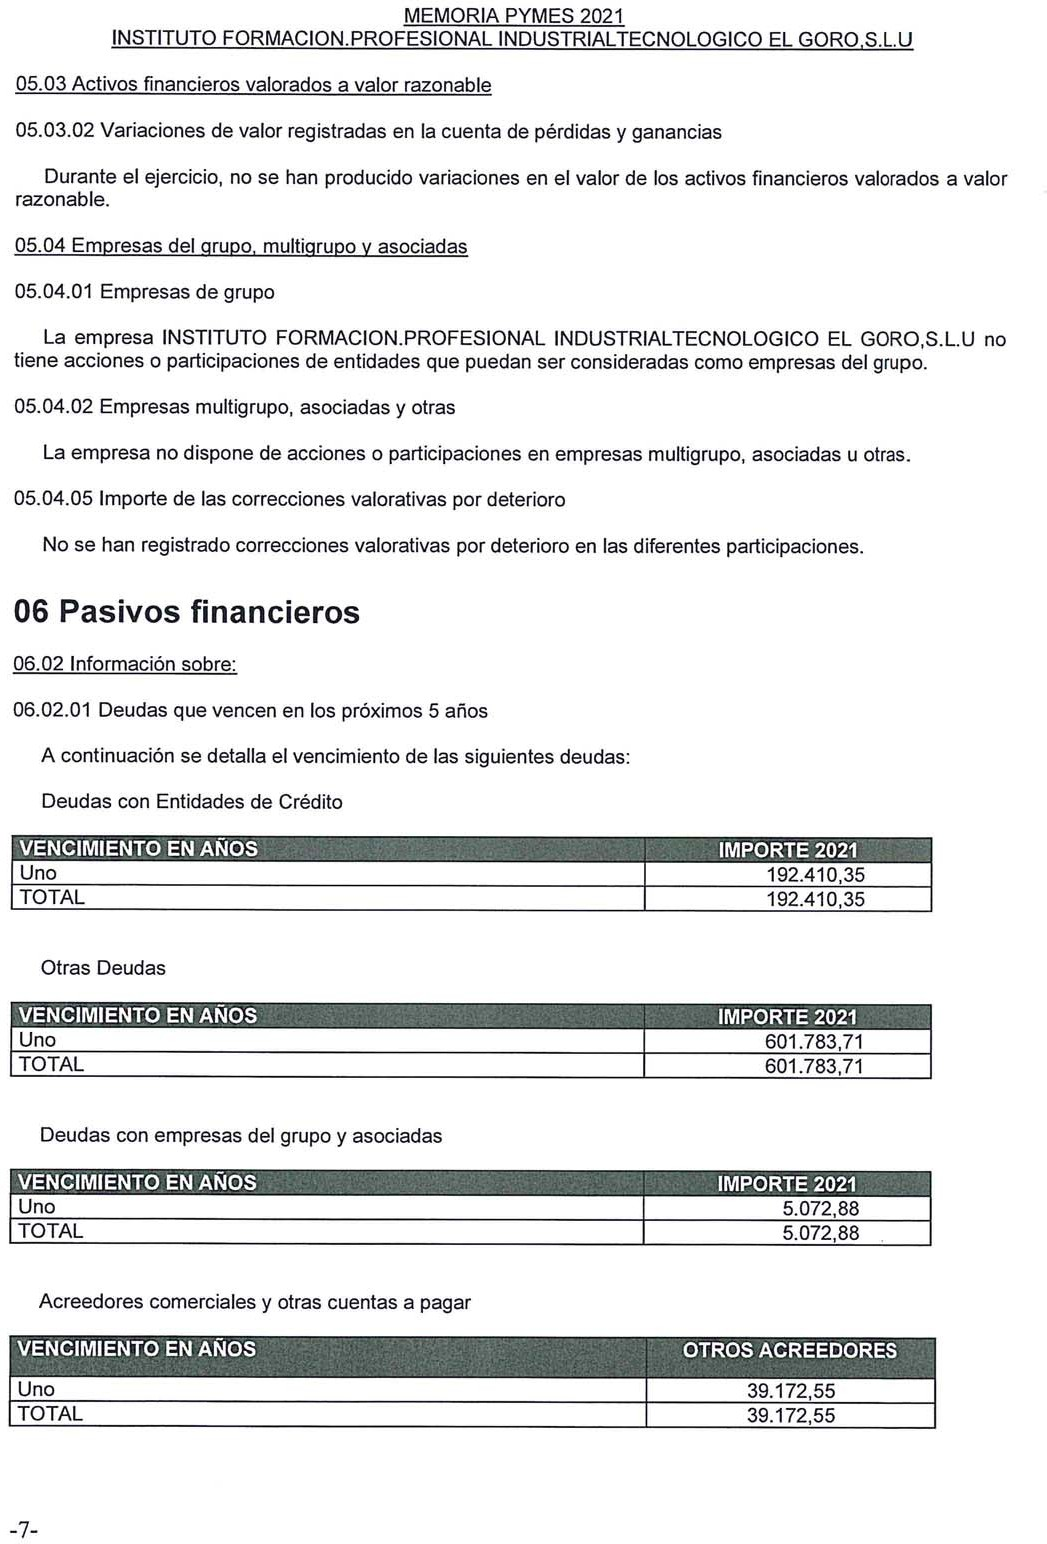 MEMORIA PYMES 2021
INSTITUTO FORMACION.PROFESIONAL INDUSTRIALTECNOLOGICO EL GORO,S.L.U
05.03 Activos financieros valorados a valor razonable
05.03.02 Variaciones de valor registradas en la cuenta de pérdidas y ganancias
Durante el ejercicio, no se han producido variaciones en el valor de los activos financieros valorados a valor
razonable.
05.04 Empresas del grupo, multigrupo y asociadas
05.04.01 Empresas de grupo
La empresa INSTITUTO FORMACION.PROFESIONAL INDUSTRIALTECNOLOGICO EL GORO,S.L.U no
tiene acciones o participaciones de entidades que puedan ser consideradas como empresas del grupo.
05.04.02 Empresas multigrupo, asociadas y otras
La empresa no dispone de acciones o participaciones en empresas multigrupo, asociadas u otras.
05.04.05 Importe de las correcciones valorativas por deterioro
No se han registrado correcciones valorativas por deterioro en las diferentes participaciones.
06 Pasivos financieros
06.02 Información sobre:
06.02.01 Deudas que vencen en los próximos 5 años
A continuación se detalla el vencimiento de las siguientes deudas:
Deudas con Entidades de Crédito
VENCIMIENTO EN AÑOS IMPORTE 2021
Uno 192.410,35
TOTAL 192.410,35
Otras Deudas
VENCIMIENTO EN AÑOS IMPORTE 2021
Uno 601.783,71
TOTAL 601.783,71
Deudas con empresas del grupo y asociadas
VENCIMIENTO EN AÑOS IMPORTE 2021
Uno 5.072,88
TOTAL 5.072,88
Acreedores comerciales y otras cuentas a pagar
VENCIMIENTO EN AÑOS OTROS ACREEDORES
Uno 39.172,55
TOTAL 39.172,55
-7-